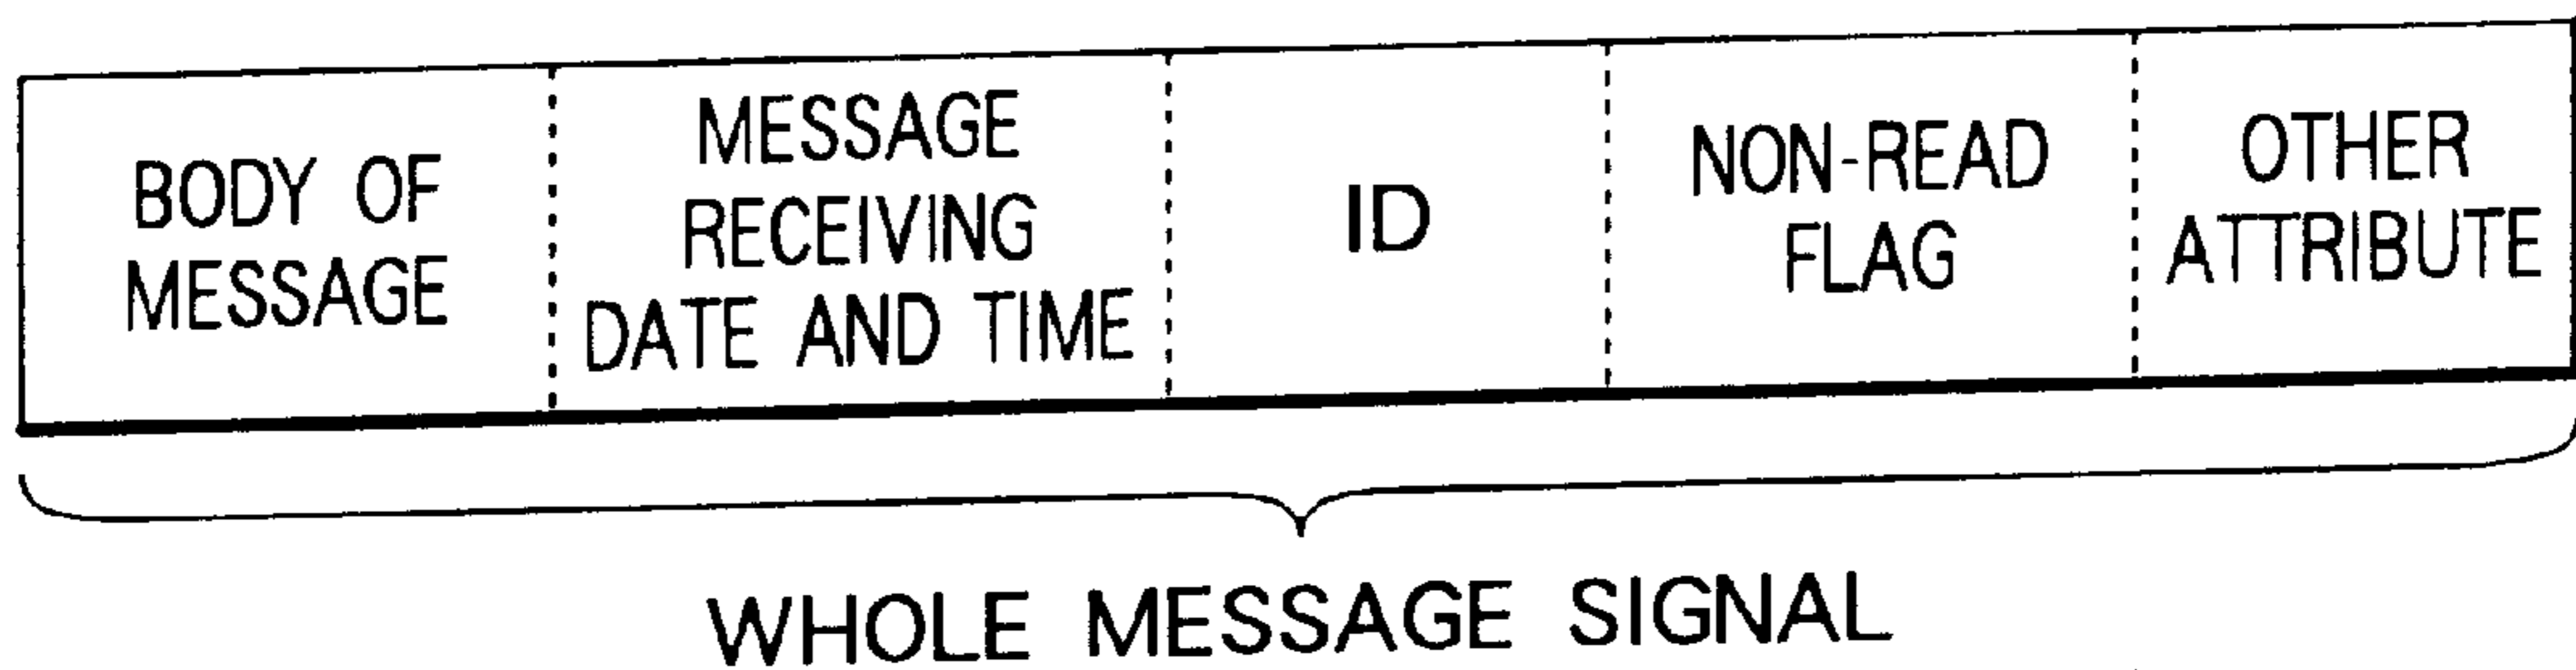 BODY OF
MESSAGE
MESSAGE
RECEIVING
DATE AND TIME
ID
NON-READ
FLAG
OTHER
ATTRIBUTE
WHOLE MESSAGE SIGNAL